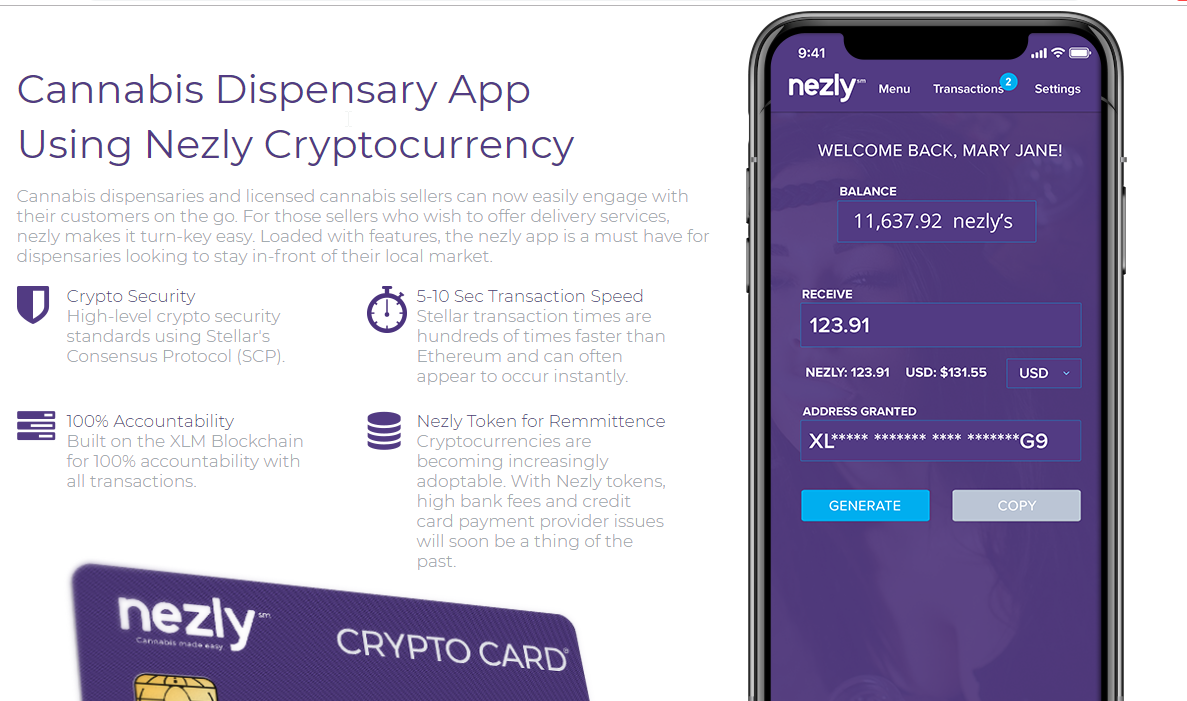 Cannabis Dispensary App
Using Nezly Cryptocurrency
Cannabis dispensaries and licensed cannabis sellers can now easily engage with
their customers on the go. For those sellers who wish to offer delivery services,
nezly makes it turn-key easy. Loaded with features, the nezly app is a must have for
dispensaries looking to stay in-front of their local market.
Crypto Security
High-level crypto security
standards using Stellar's
Consensus Protocol (SCP).
5-10 Sec Transaction Speed
Stellar transaction times are
hundreds of times faster than
Ethereum and can often
appear to occur instantly.
100% Accountability
Built on the XLM Blockchain
for 100% accountability with
all transactions.
Nezly Token for Remmittence
Cryptocurrencies are
becoming increasingly
adoptable. With Nezly tokens,
high bank fees and credit
card payment provider issues
will soon be a thing of the
past.
nezly℠
Cannabis made easy
CRYPTO CARD®
9:41
nezly℠ Menu Transactions 2 Settings
WELCOME BACK, MARY JANE!
BALANCE
11,637.92 nezly’s
RECEIVE
123.91
NEZLY: 123.91 USD: $131.55 USD
ADDRESS GRANTED
XL***** ******* **** *******G9
GENERATE COPY